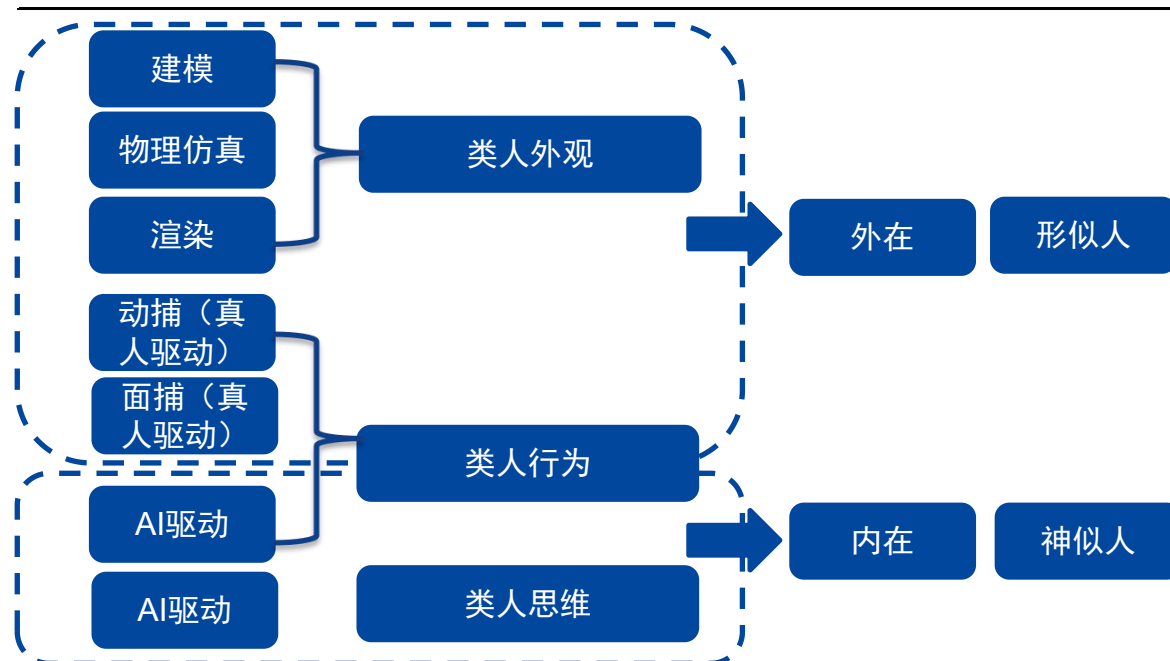 建模
物理仿真
类人外观
渲染
外在
形似人
动捕（真
人驱动）
面捕（真
人驱动）
类人行为
AI驱动
内在
神似人
AI驱动
类人思维